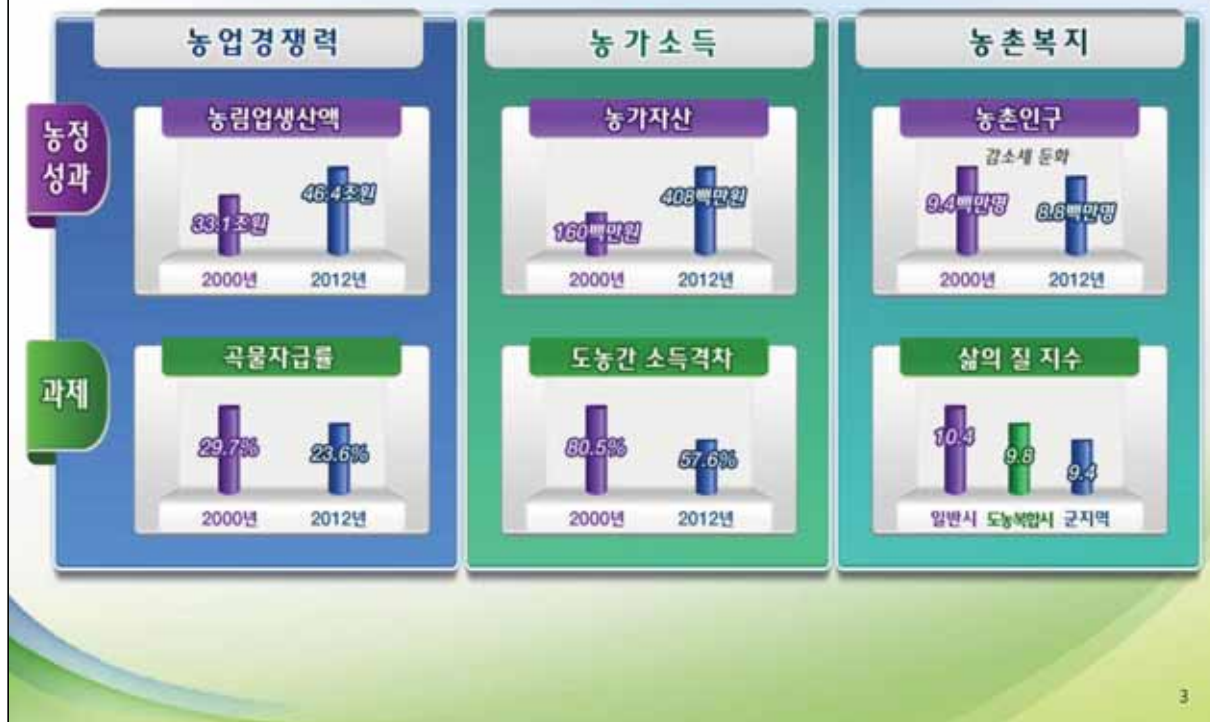 농업경쟁력
농가소득
농촌복지
농정
성과
농림업생산액
33.1조원
46.4조원
2000년
2012년
농가자산
160백만원
408백만원
2000년
2012년
농촌인구
감소세 둔화
9.4백만명
8.8백만명
2000년
2012년
과제
곡물자급률
29.7%
23.6%
2000년
2012년
도농간 소득격차
80.5%
57.6%
2000년
2012년
삶의 질 지수
10.4
9.8
9.4
일반시
도농복합시
군지역
3